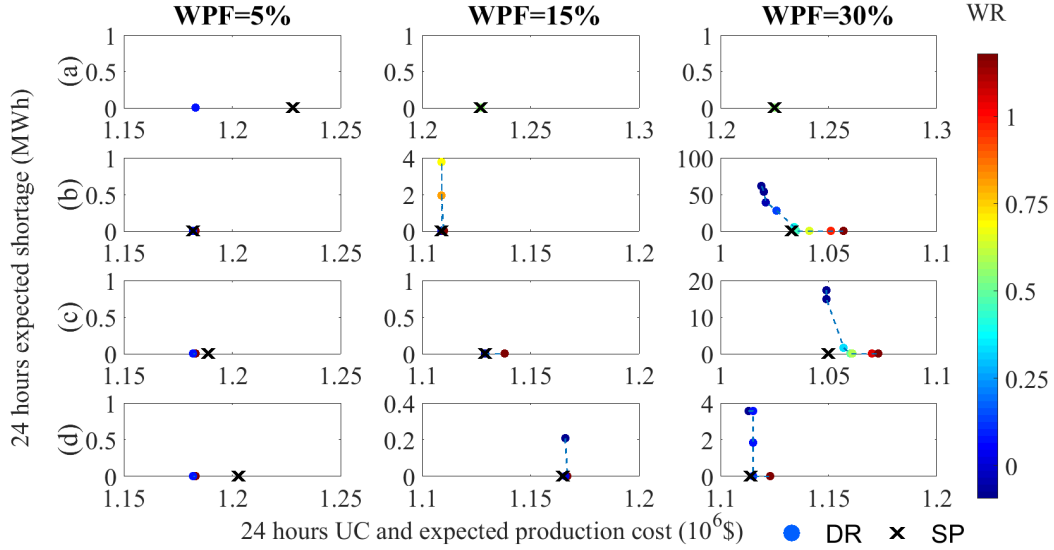 WPF=5% WPF=15% WPF=30% WR
24 hours expected shortage (MWh)
(a)
1 0.5 0 1.15 1.2 1.25
1 0.5 0 1.2 1.25 1.3
1 0.5 0 1.2 1.25 1.3
(b)
1 0.5 0 1.15 1.2 1.25
4 2 0 1.1 1.15 1.2
100 50 0 1 1.05 1.1
(c)
1 0.5 0 1.15 1.2 1.25
1 0.5 0 1.1 1.15 1.2
20 10 0 1 1.05 1.1
(d)
1 0.5 0 1.15 1.2 1.25
0.4 0.2 0 1.1 1.15 1.2
4 2 0 1.1 1.15 1.2
1
0.75
0.5
0.25
0
24 hours UC and expected production cost (10⁶$)
DR SP